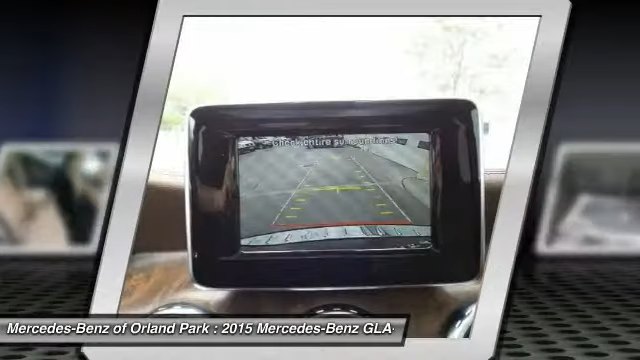 Check entire surroundings
Mercedes-Benz of Orland Park : 2015 Mercedes-Benz GLA-